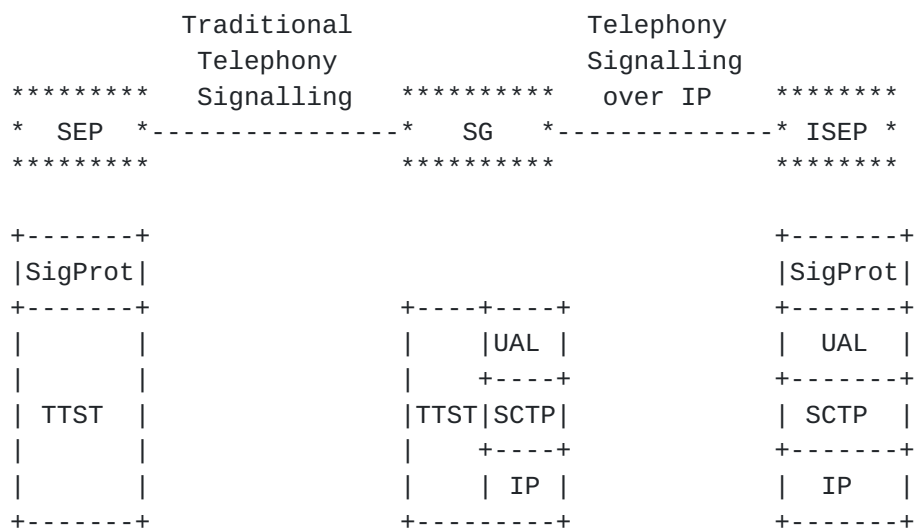 Traditional               Telephony
            Telephony                Signalling
*********   Signalling   **********   over IP    ********
*  SEP  *----------------*   SG   *--------------* ISEP *
*********                **********              ********

+-------+                                        +-------+
|SigProt|                                        |SigProt|
+-------+                +----+----+             +-------+
|       |                |    |UAL |             |  UAL  |
|       |                |    +----+             +-------+
| TTST  |                |TTST|SCTP|             | SCTP  |
|       |                |    +----+             +-------+
|       |                |    | IP |             |  IP   |
+-------+                +---------+             +-------+